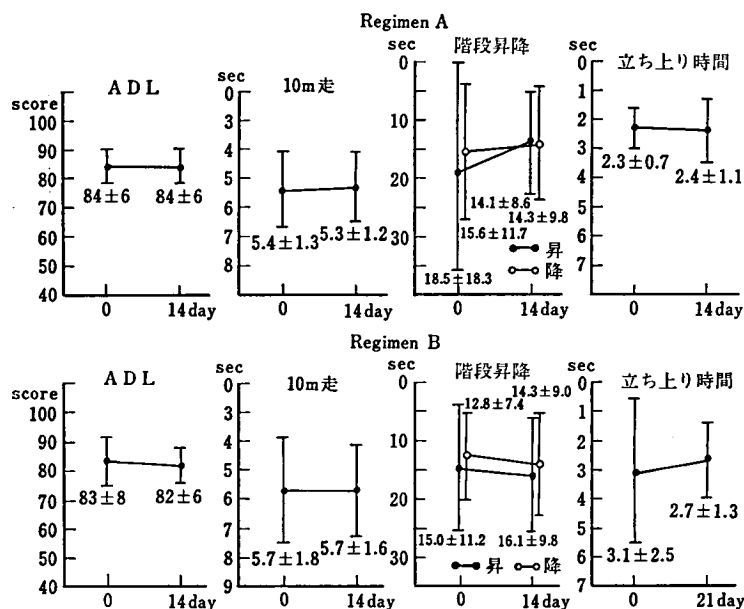 Regimen A
ADL
score
100
90
80
70
60
50
40
84±6
84±6
0
14day
10m走
sec
0
1
2
3
4
5
6
7
8
5.4±1.3
5.3±1.2
0
14day
階段昇降
sec
0
10
20
30
14.1±8.6
14.3±9.8
15.6±11.7
昇
降
18.5±18.3
0
14day
立ち上り時間
sec
0
1
2
3
4
5
6
7
2.3±0.7
2.4±1.1
0
14day
Regimen B
ADL
score
100
90
80
70
60
50
40
83±8
82±6
0
14day
10m走
sec
0
1
2
3
4
5
6
7
8
9
5.7±1.8
5.7±1.6
0
14day
階段昇降
sec
0
10
20
30
14.3±9.0
12.8±7.4
15.0±11.2
16.1±9.8
昇 降
0
14day
立ち上り時間
sec
0
1
2
3
4
5
6
7
2.7±1.3
3.1±2.5
0
21day